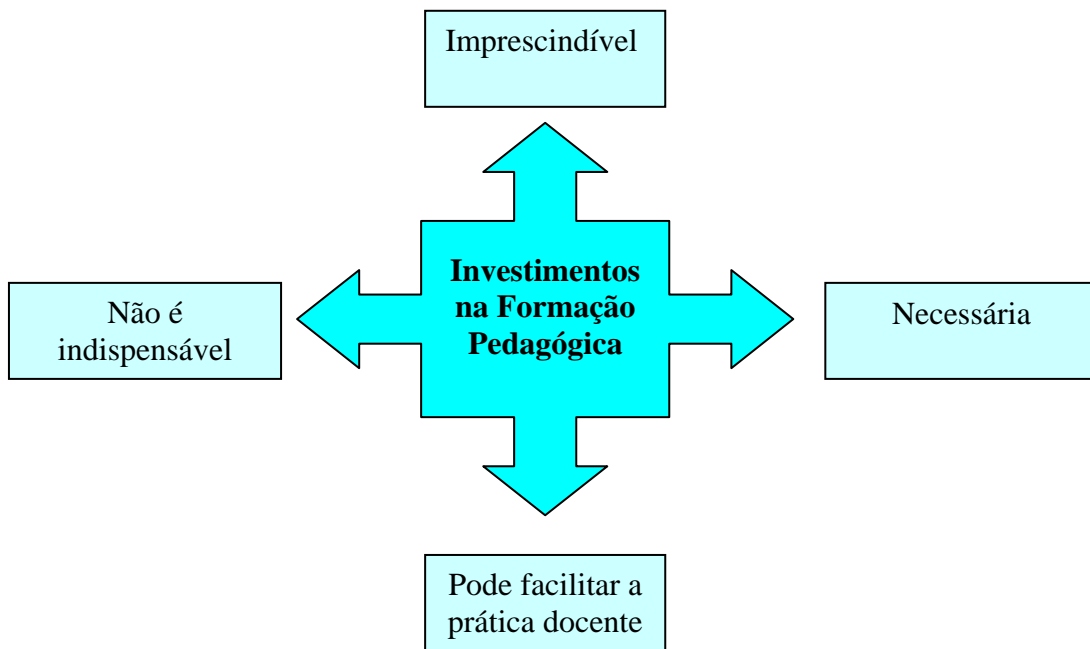 Imprescindível
Investimentos
na Formação
Pedagógica
Não é
indispensável
Necessária
Pode facilitar a
prática docente